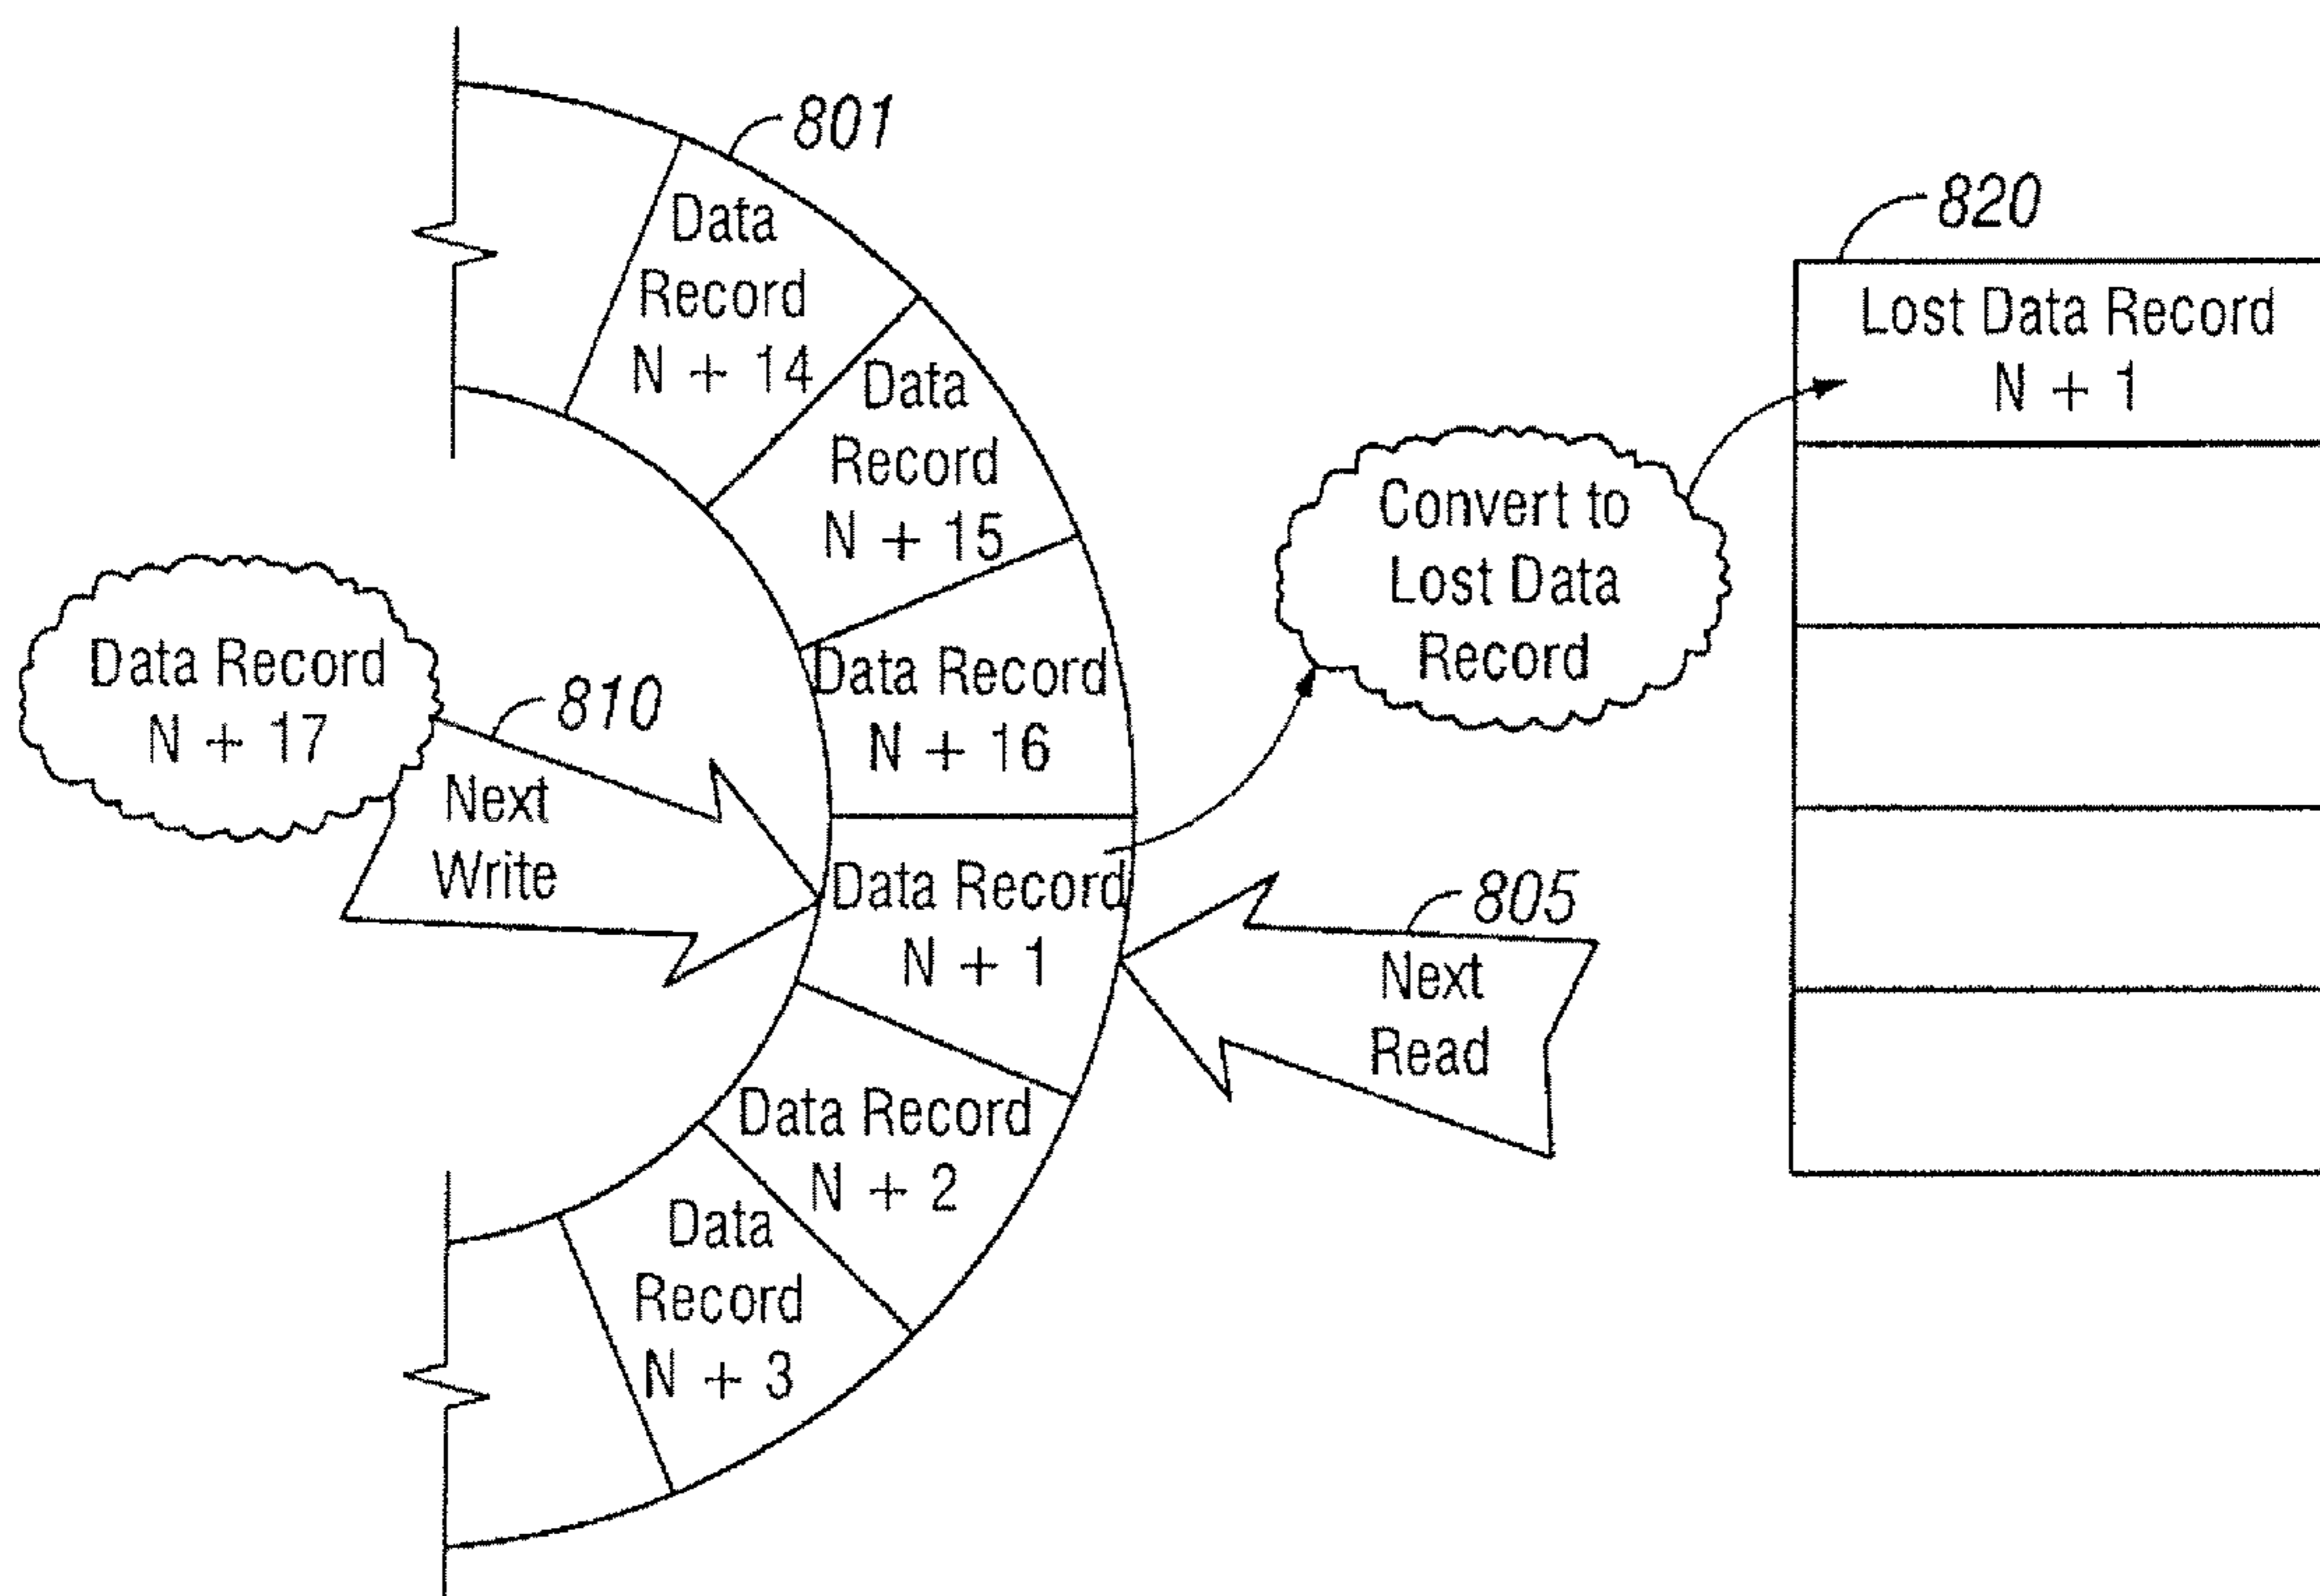 801
Data
Record
N + 14
820
Lost Data Record
N + 1
Data
Record
N + 15
Convert to
Lost Data
Record
Data Record
N + 17
810
Next
Write
Data Record
N + 16
Data Record
N + 1
805
Next
Read
Data Record
N + 2
Data
Record
N + 3